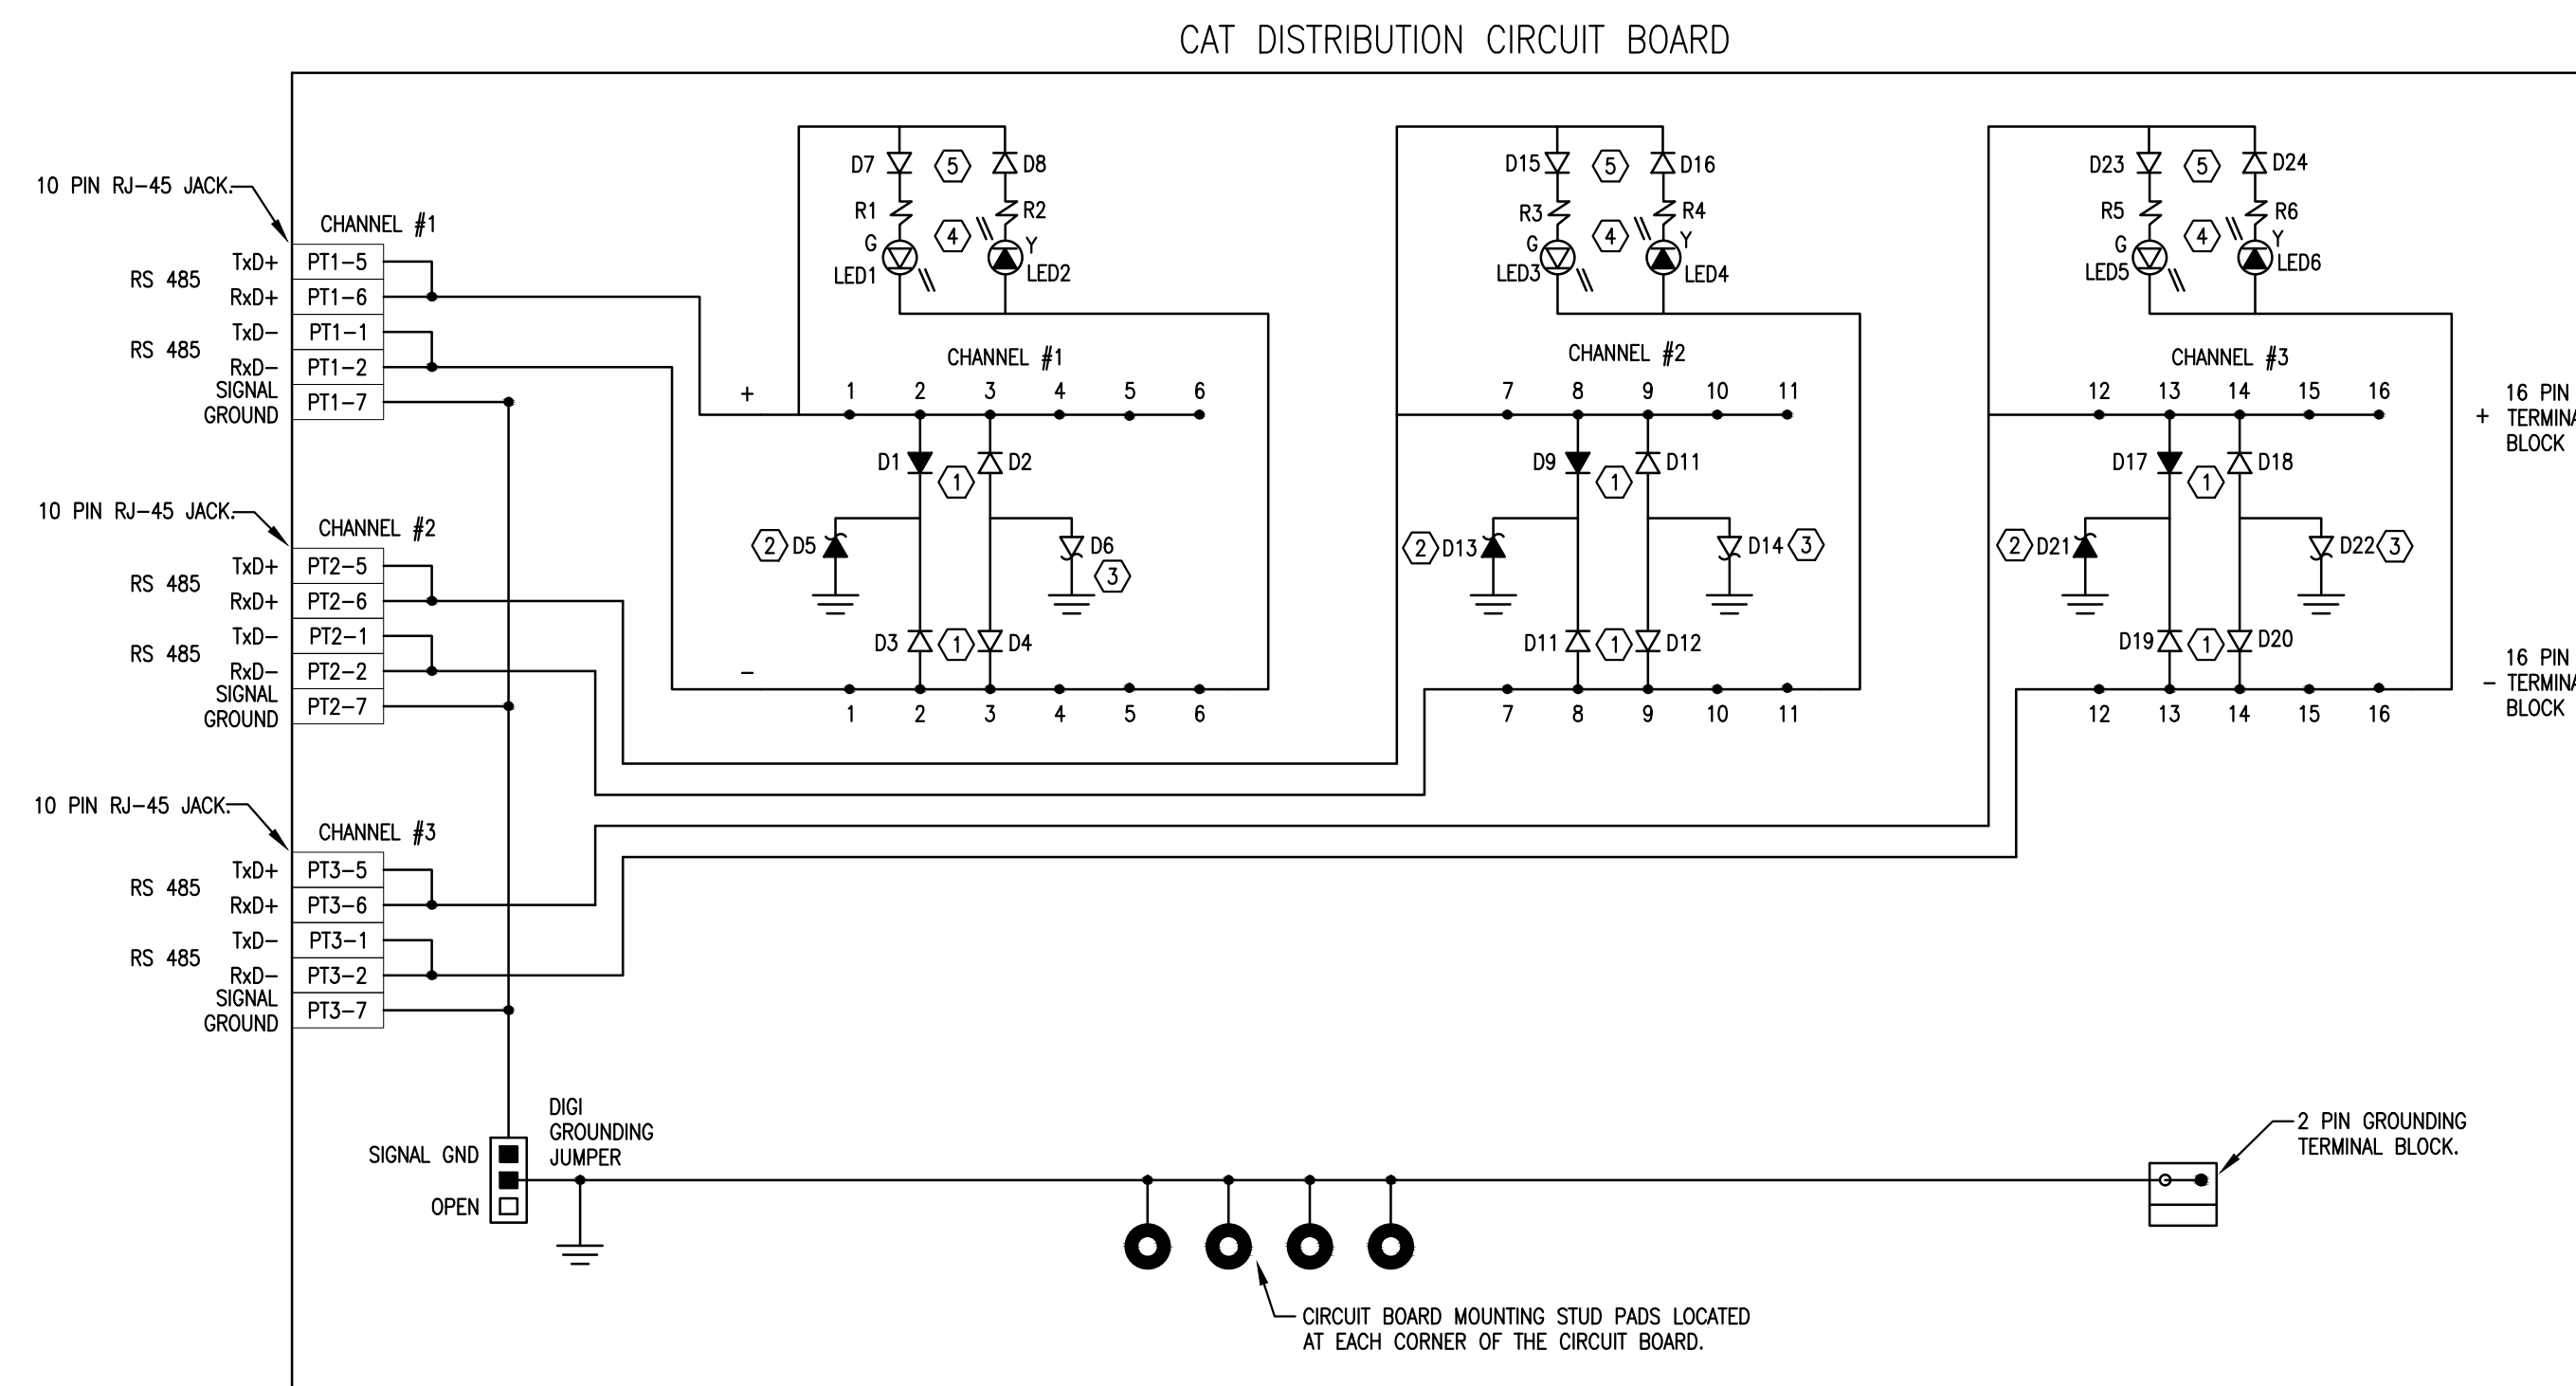 CAT DISTRIBUTION CIRCUIT BOARD
10 PIN RJ-45 JACK.
CHANNEL #1
RS 485
TxD+ PT1-5
RxD+ PT1-6
RS 485
TxD- PT1-1
RxD- PT1-2
SIGNAL
GROUND
PT1-7
10 PIN RJ-45 JACK.
CHANNEL #2
RS 485
TxD+ PT2-5
RxD+ PT2-6
RS 485
TxD- PT2-1
RxD- PT2-2
SIGNAL
GROUND
PT2-7
10 PIN RJ-45 JACK.
CHANNEL #3
RS 485
TxD+ PT3-5
RxD+ PT3-6
RS 485
TxD- PT3-1
RxD- PT3-2
SIGNAL
GROUND
PT3-7
D7 5 D8
R1 4 R2
G Y
LED1 LED2
CHANNEL #1
+ 1 2 3 4 5 6
D1 1 D2
2 D5 D6
3
D3 1 D4
-
1 2 3 4 5 6
D15 5 D16
R3 4 R4
G Y
LED3 LED4
CHANNEL #2
7 8 9 10 11
D9 1 D11
2 D13 D14 3
D11 1 D12
7 8 9 10 11
D23 5 D24
R5 4 R6
G Y
LED5 LED6
CHANNEL #3
12 13 14 15 16
D17 1 D18
2 D21 D22 3
D19 1 D20
12 13 14 15 16
16 PIN
+ TERMINA
BLOCK
16 PIN
- TERMINA
BLOCK
DIGI
GROUNDING
JUMPER
SIGNAL GND
OPEN
2 PIN GROUNDING
TERMINAL BLOCK.
CIRCUIT BOARD MOUNTING STUD PADS LOCATED
AT EACH CORNER OF THE CIRCUIT BOARD.